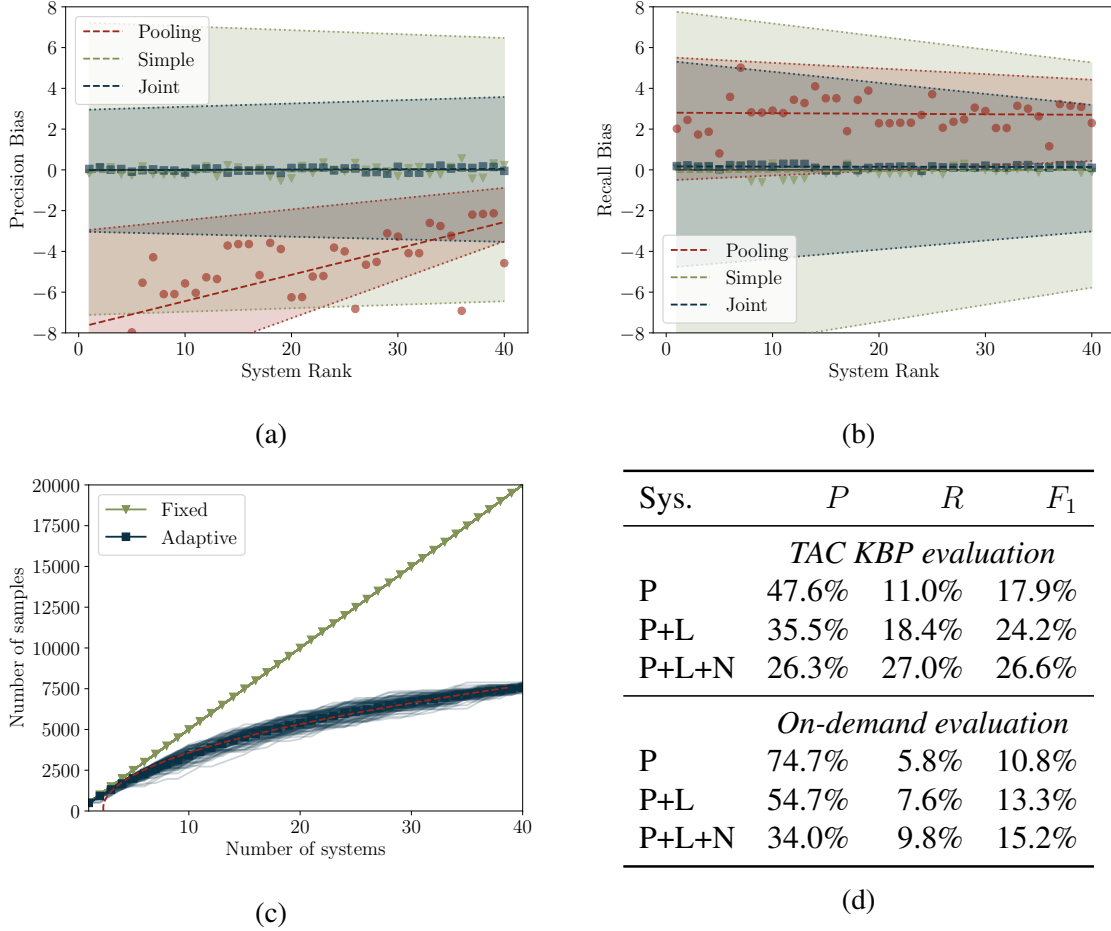 8
6
4
2
0
−2
−4
−6
−8
Precision Bias
Pooling
Simple
Joint
0
10
20
30
40
System Rank
(a)
8
6
4
2
0
−2
−4
−6
−8
Recall Bias
Pooling
Simple
Joint
0
10
20
30
40
System Rank
(b)
20000
17500
15000
12500
10000
7500
5000
2500
0
Number of samples
Fixed
Adaptive
10
20
30
40
Number of systems
(c)
Sys. P R F1
TAC KBP evaluation
P 47.6% 11.0% 17.9%
P+L 35.5% 18.4% 24.2%
P+L+N 26.3% 27.0% 26.6%
On-demand evaluation
P 74.7% 5.8% 10.8%
P+L 54.7% 7.6% 13.3%
P+L+N 34.0% 9.8% 15.2%
(d)